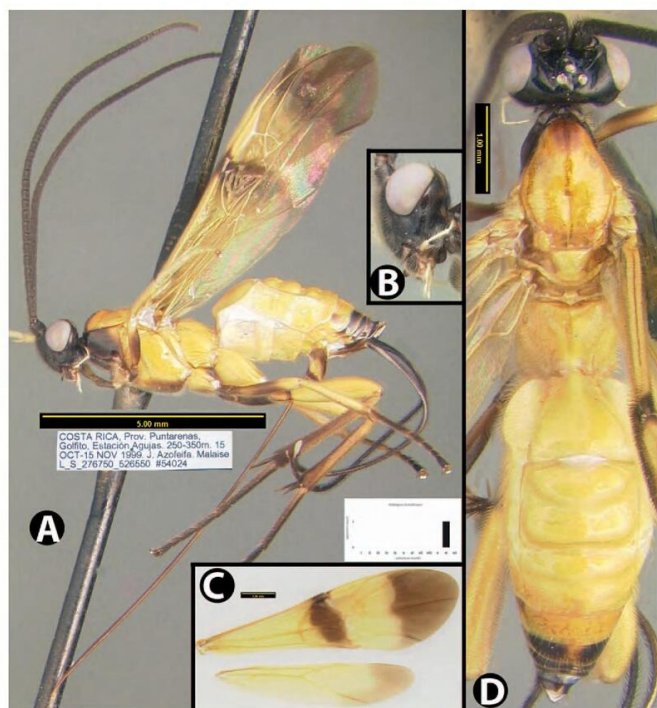 B
1.00 mm
5.00 mm
COSTA RICA, Prov. Puntarenas,
Golfito, Estación Agujas. 250-350m. 15
OCT-15 NOV 1999. J. Azofeifa. Malaise
L_S_276750_526550 #54024
A
C
D